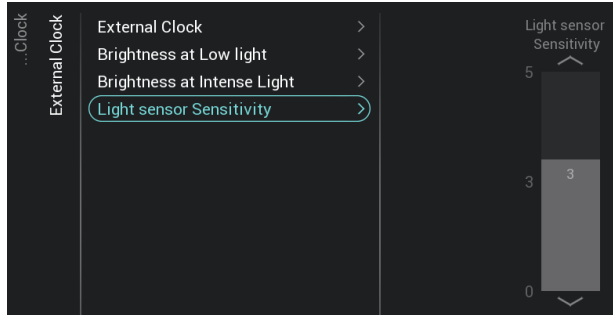 ...Clock
External Clock
External Clock
Brightness at Low light
Brightness at Intense Light
Light sensor Sensitivity
Light sensor
Sensitivity
5
3
3
0